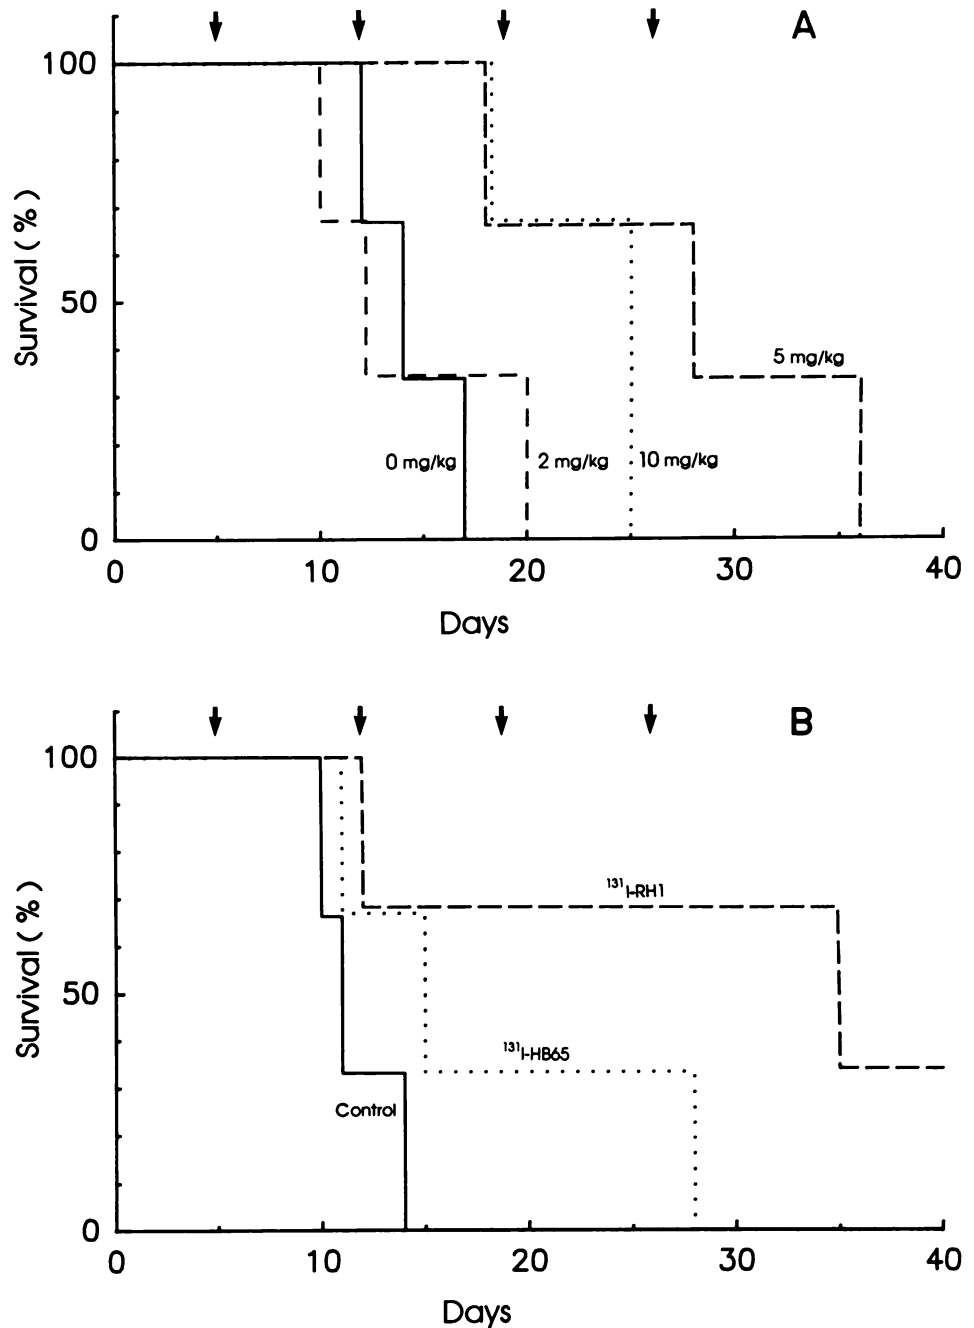 A
100
Survival (%)
50
5 mg/kg
0 mg/kg
2 mg/kg
10 mg/kg
0
0 10 20 30 40
Days
B
100
Survival (%)
¹³¹I-RH1
50
¹³¹I-HB65
Control
0
0 10 20 30 40
Days